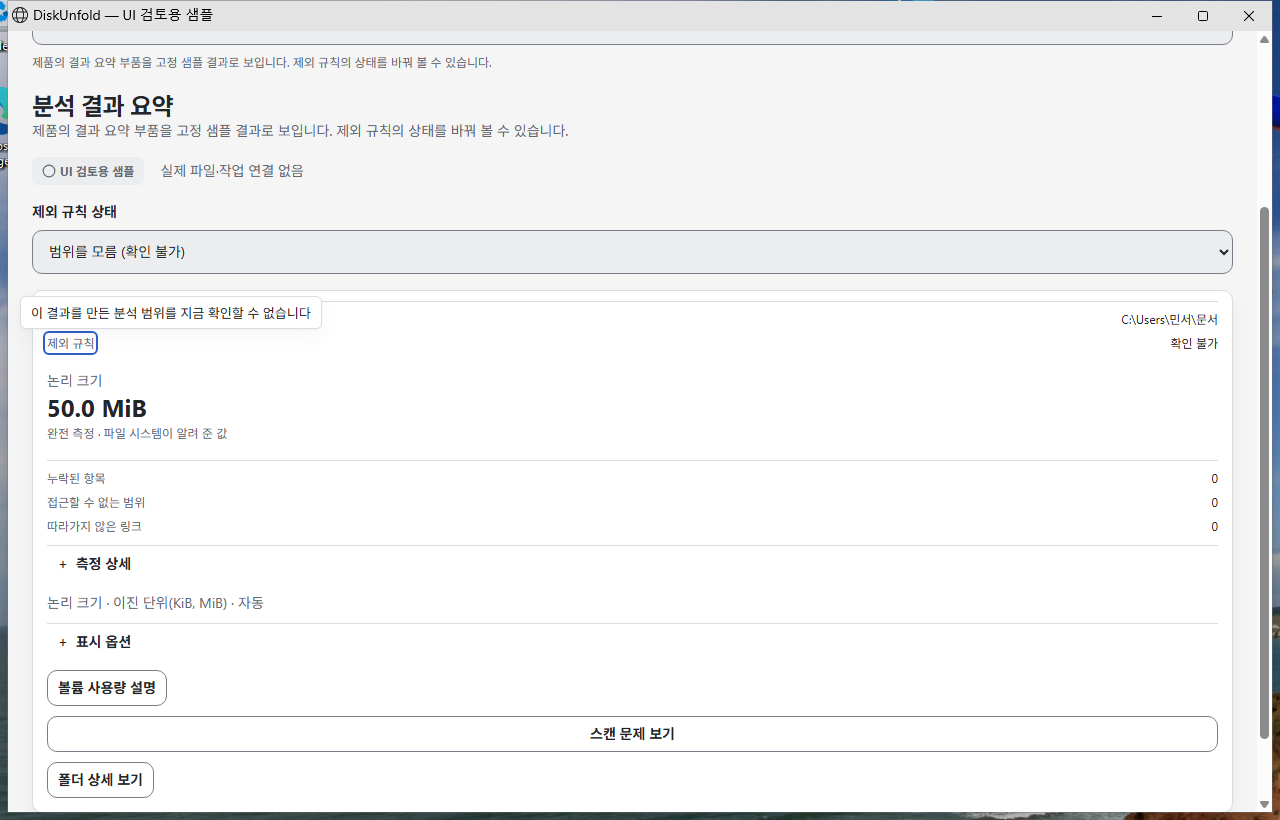 DiskUnfold — UI 검토용 샘플
제품의 결과 요약 부품을 고정 샘플 결과로 보입니다. 제외 규칙의 상태를 바꿔 볼 수 있습니다.
분석 결과 요약
제품의 결과 요약 부품을 고정 샘플 결과로 보입니다. 제외 규칙의 상태를 바꿔 볼 수 있습니다.
UI 검토용 샘플 실제 파일·작업 연결 없음
제외 규칙 상태
범위를 모름 (확인 불가)
이 결과를 만든 분석 범위를 지금 확인할 수 없습니다
C:\Users\민서\문서
제외 규칙 확인 불가
논리 크기
50.0 MiB
완전 측정 · 파일 시스템이 알려 준 값
누락된 항목 0
접근할 수 없는 범위 0
따라가지 않은 링크 0
+ 측정 상세
논리 크기 · 이진 단위(KiB, MiB) · 자동
+ 표시 옵션
볼륨 사용량 설명
스캔 문제 보기
폴더 상세 보기